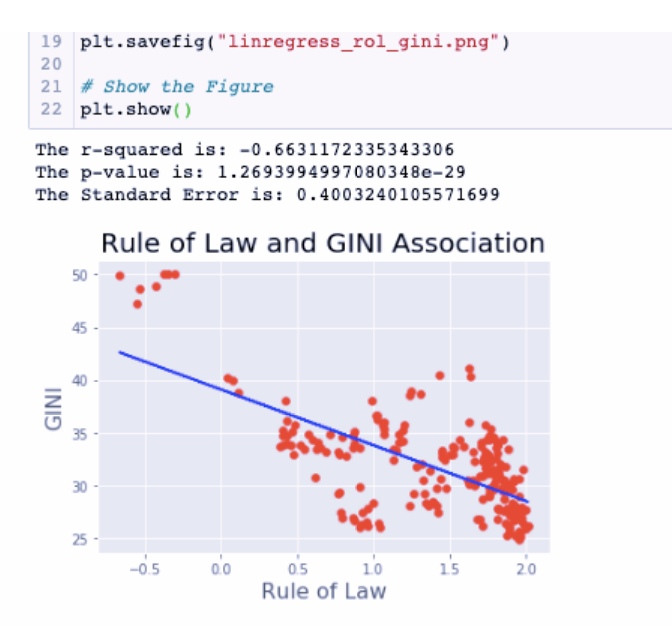 19 plt.savefig("linregress_rol_gini.png")
20
21 # Show the Figure
22 plt.show()
The r-squared is: -0.6631172335343306
The p-value is: 1.2693994997080348e-29
The Standard Error is: 0.4003240105571699
Rule of Law and GINI Association
50
45
40
35
30
25
GINI
−0.5 0.0 0.5 1.0 1.5 2.0
Rule of Law